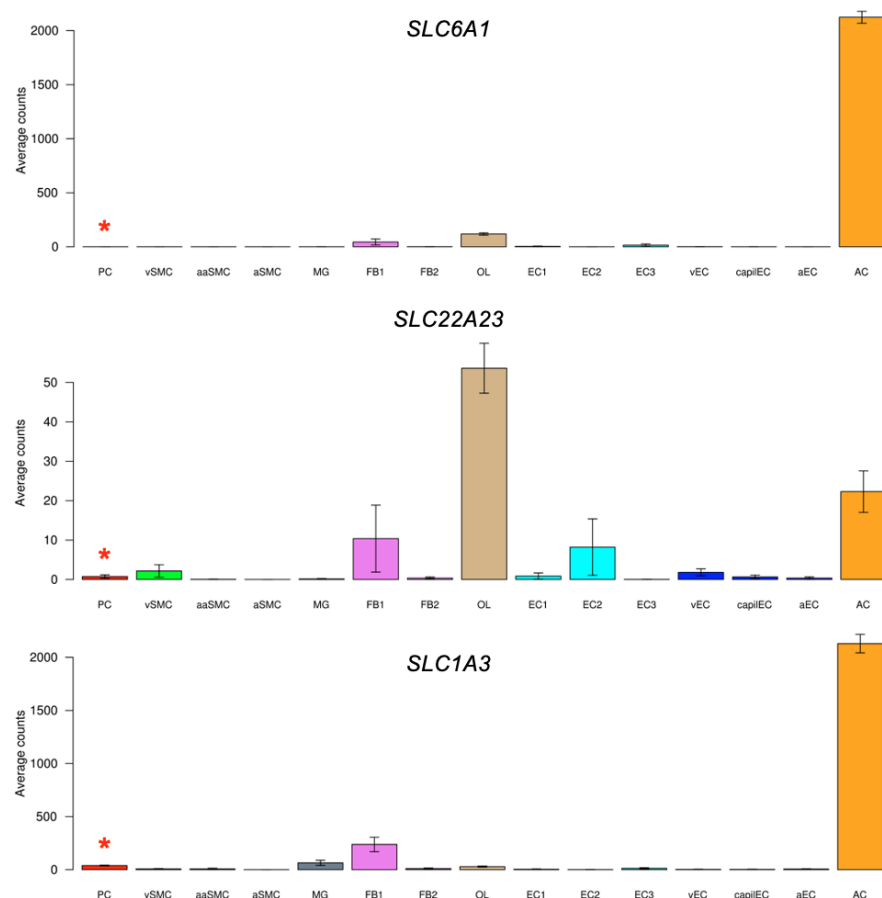 SLC6A1
Average counts
2000
1500
1000
500
0
*
PC vSMC aaSMC aSMC MG FB1 FB2 OL EC1 EC2 EC3 vEC capilEC aEC AC
SLC22A23
Average counts
50
40
30
20
10
0
*
PC vSMC aaSMC aSMC MG FB1 FB2 OL EC1 EC2 EC3 vEC capilEC aEC AC
SLC1A3
Average counts
2000
1500
1000
500
0
*
PC vSMC aaSMC aSMC MG FB1 FB2 OL EC1 EC2 EC3 vEC capilEC aEC AC